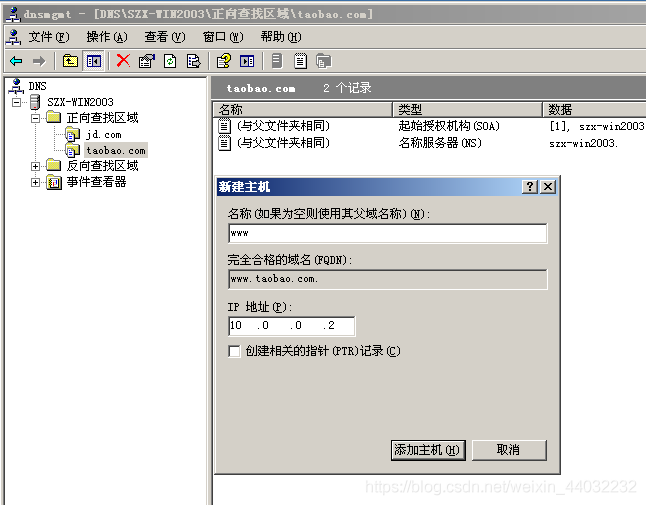 dnsmgmt - [DNS\SZX-WIN2003\正向查找区域\taobao.com]
文件(F) 操作(A) 查看(V) 窗口(W) 帮助(H)
DNS
SZX-WIN2003
正向查找区域
jd.com
taobao.com
反向查找区域
事件查看器
taobao.com 2 个记录
名称 类型 数据
(与父文件夹相同) 起始授权机构(SOA) [1], szx-win2003
(与父文件夹相同) 名称服务器(NS) szx-win2003.
新建主机
名称(如果为空则使用其父域名称)(N):
www
完全合格的域名(FQDN):
www.taobao.com.
IP 地址(P):
10 .0 .0 .2
创建相关的指针(PTR)记录(C)
添加主机(H) 取消
https://blog.csdn.net/weixin_44032232